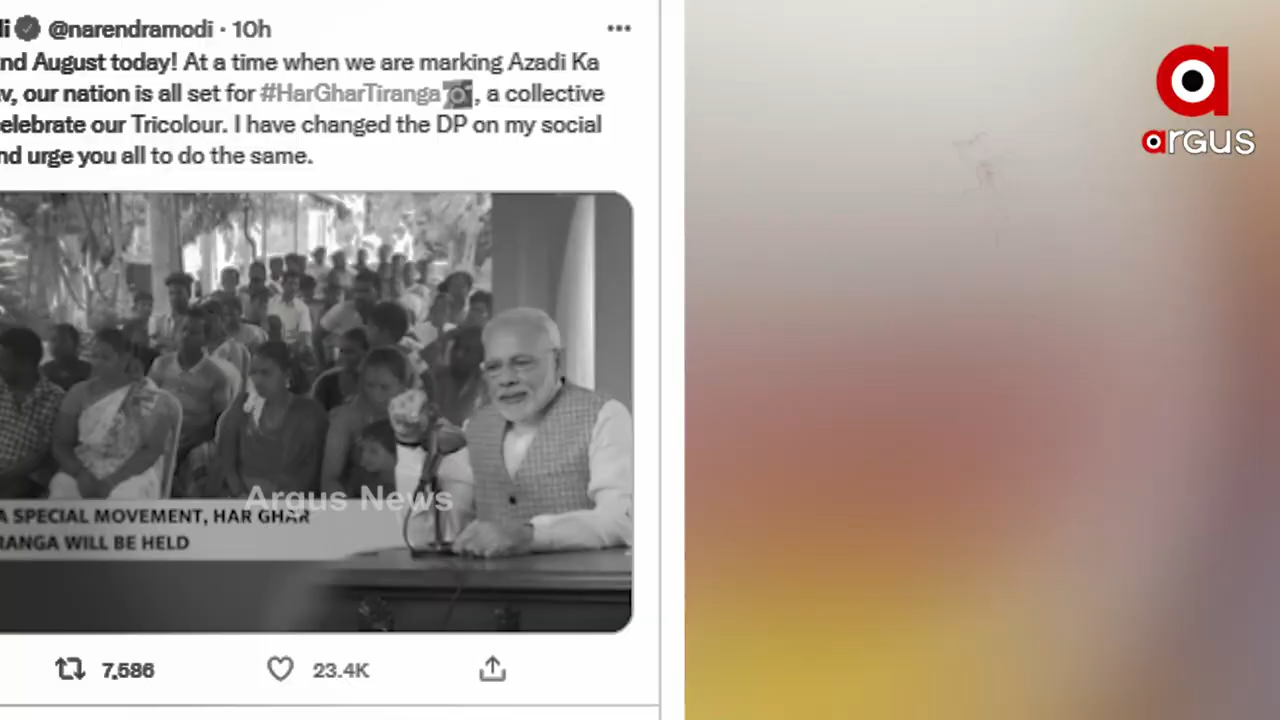 di @narendramodi · 10h
nd August today! At a time when we are marking Azadi Ka
v, our nation is all set for #HarGharTiranga, a collective
elebrate our Tricolour. I have changed the DP on my social
nd urge you all to do the same.
Argus News
A SPECIAL MOVEMENT, HAR GHAR
RANGA WILL BE HELD
7,586
23.4K
argus